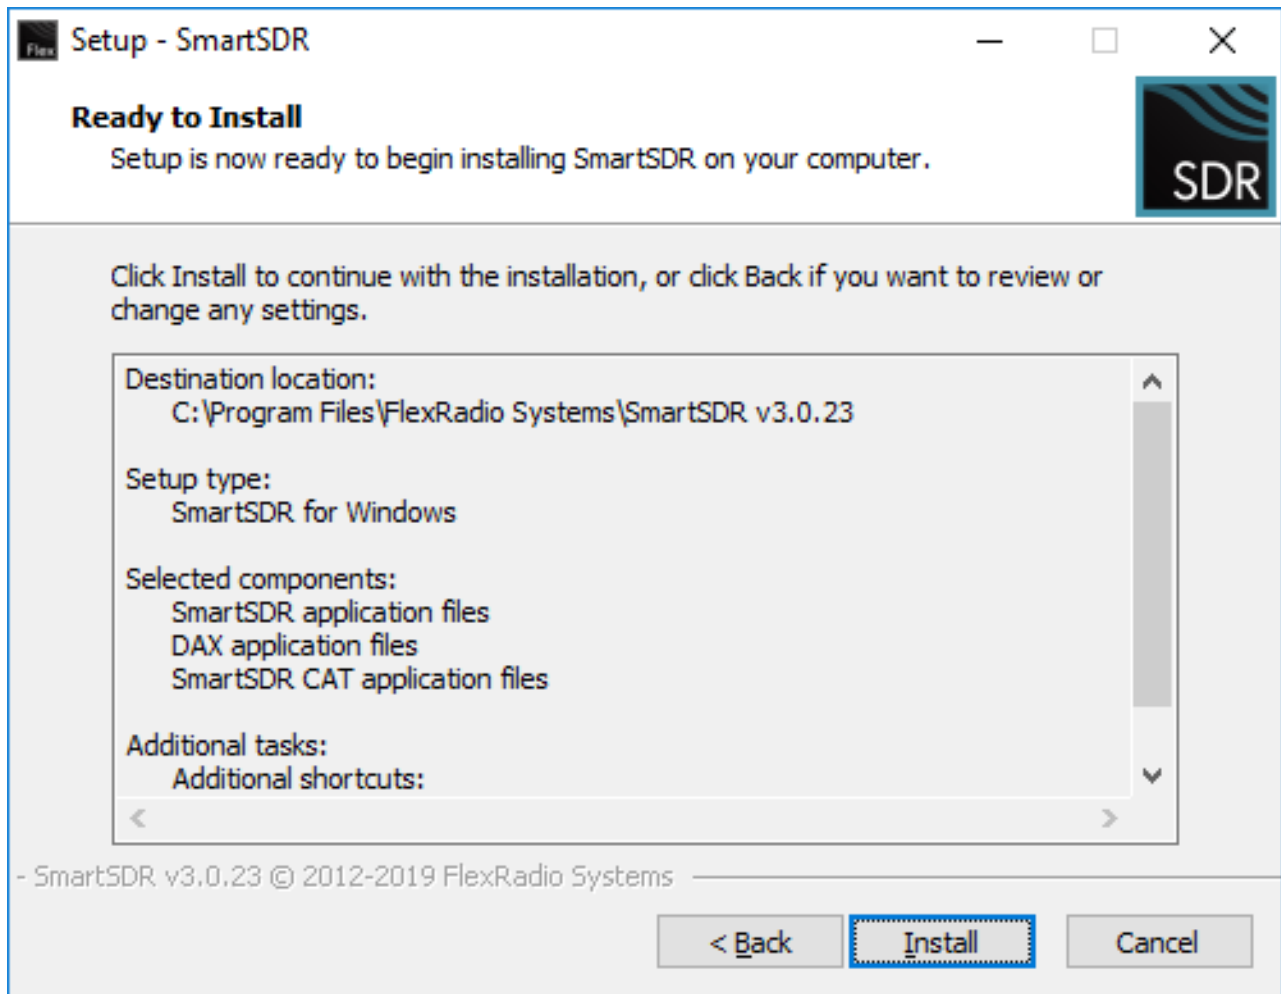 Flex
Setup - SmartSDR
Ready to Install
Setup is now ready to begin installing SmartSDR on your computer.
SDR
Click Install to continue with the installation, or click Back if you want to review or
change any settings.
Destination location:
C:\Program Files\FlexRadio Systems\SmartSDR v3.0.23
Setup type:
SmartSDR for Windows
Selected components:
SmartSDR application files
DAX application files
SmartSDR CAT application files
Additional tasks:
Additional shortcuts:
- SmartSDR v3.0.23 © 2012-2019 FlexRadio Systems
< Back
Install
Cancel